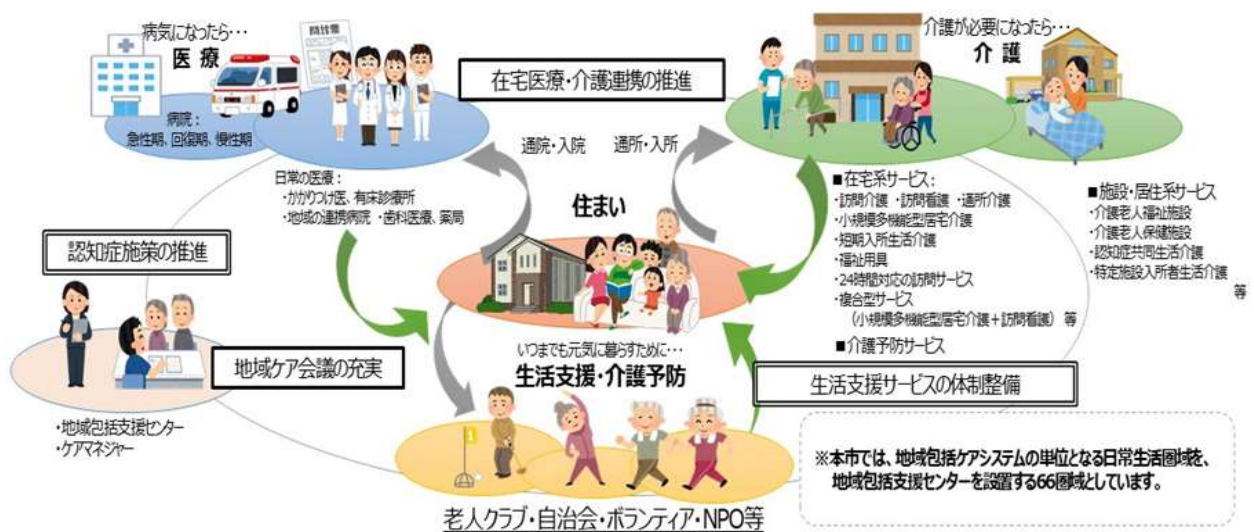 病気になったら…
医療
問診票
病院：
急性期、回復期、慢性期
日常の医療：
・かかりつけ医、有床診療所
・地域の連携病院 ・歯科医療、薬局
在宅医療・介護連携の推進
通院・入院
通所・入所
介護が必要になったら…
介護
■在宅系サービス：
・訪問介護 ・訪問看護 ・通所介護
・小規模多機能型居宅介護
・短期入所生活介護
・福祉用具
・24時間対応の訪問サービス
・複合型サービス
（小規模多機能型居宅介護＋訪問看護）等
■介護予防サービス
■施設・居住系サービス
・介護老人福祉施設
・介護老人保健施設
・認知症共同生活介護
・特定施設入所者生活介護
等
住まい
認知症施策の推進
地域ケア会議の充実
・地域包括支援センター
・ケアマネジャー
いつまでも元気に暮らすために…
生活支援・介護予防
1
生活支援サービスの体制整備
老人クラブ・自治会・ボランティア・NPO等
※本市では、地域包括ケアシステムの単位となる日常生活圏域を、
地域包括支援センターを設置する66圏域としています。